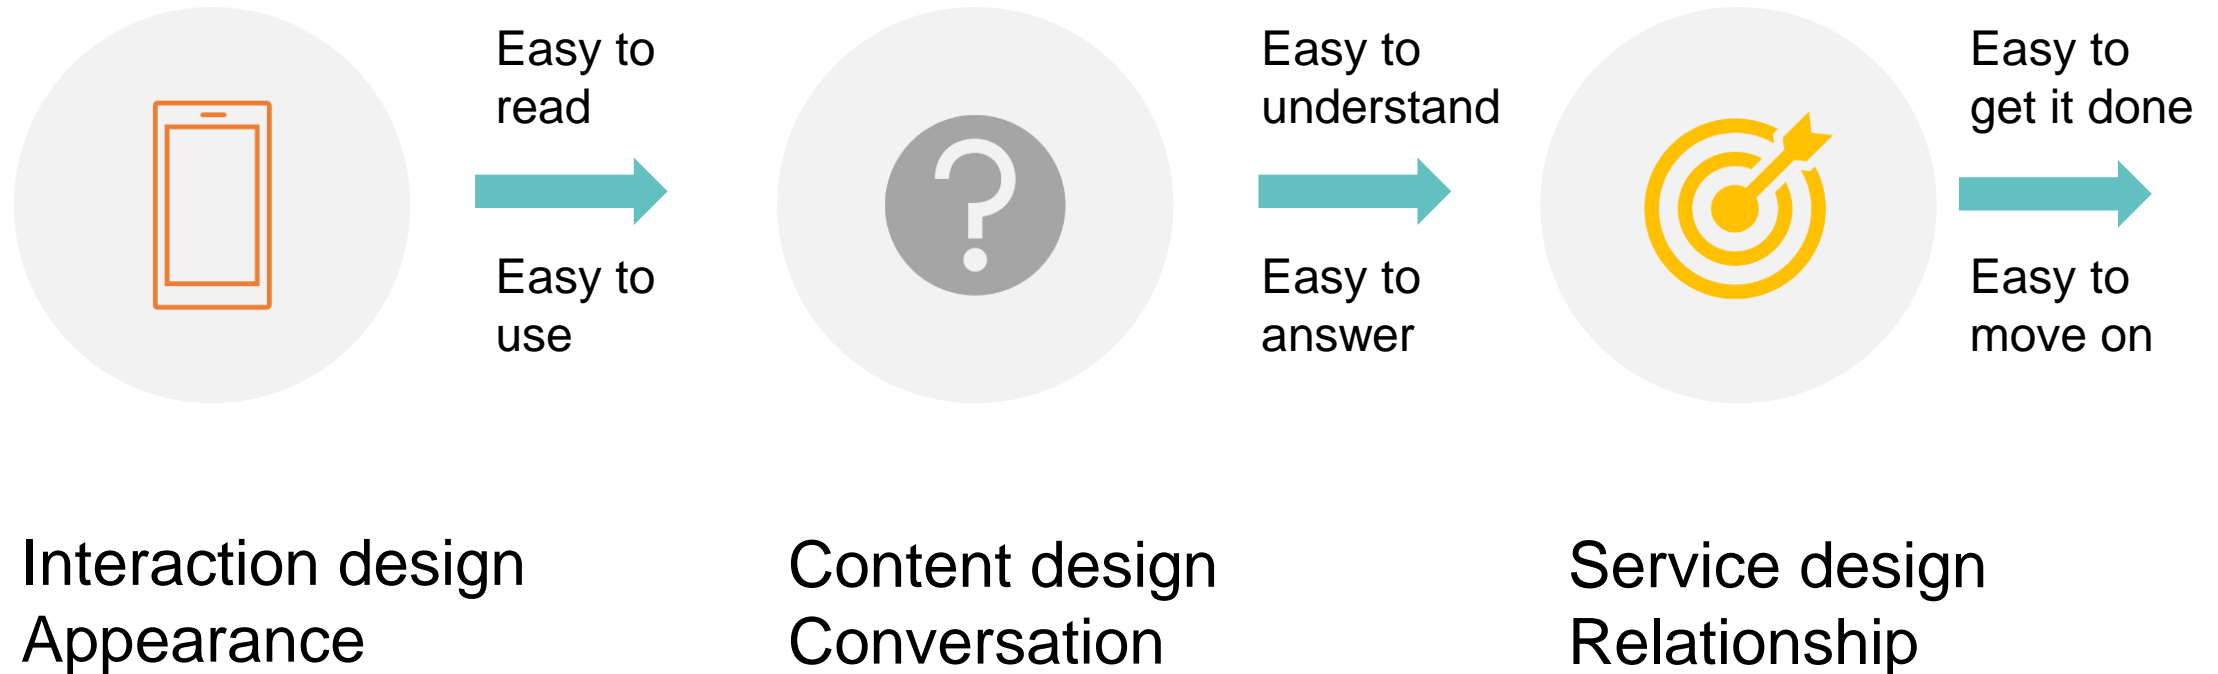 Easy to
read
Easy to
use
Easy to
understand
Easy to
answer
Easy to
get it done
Easy to
move on
Interaction design
Appearance
Content design
Conversation
Service design
Relationship